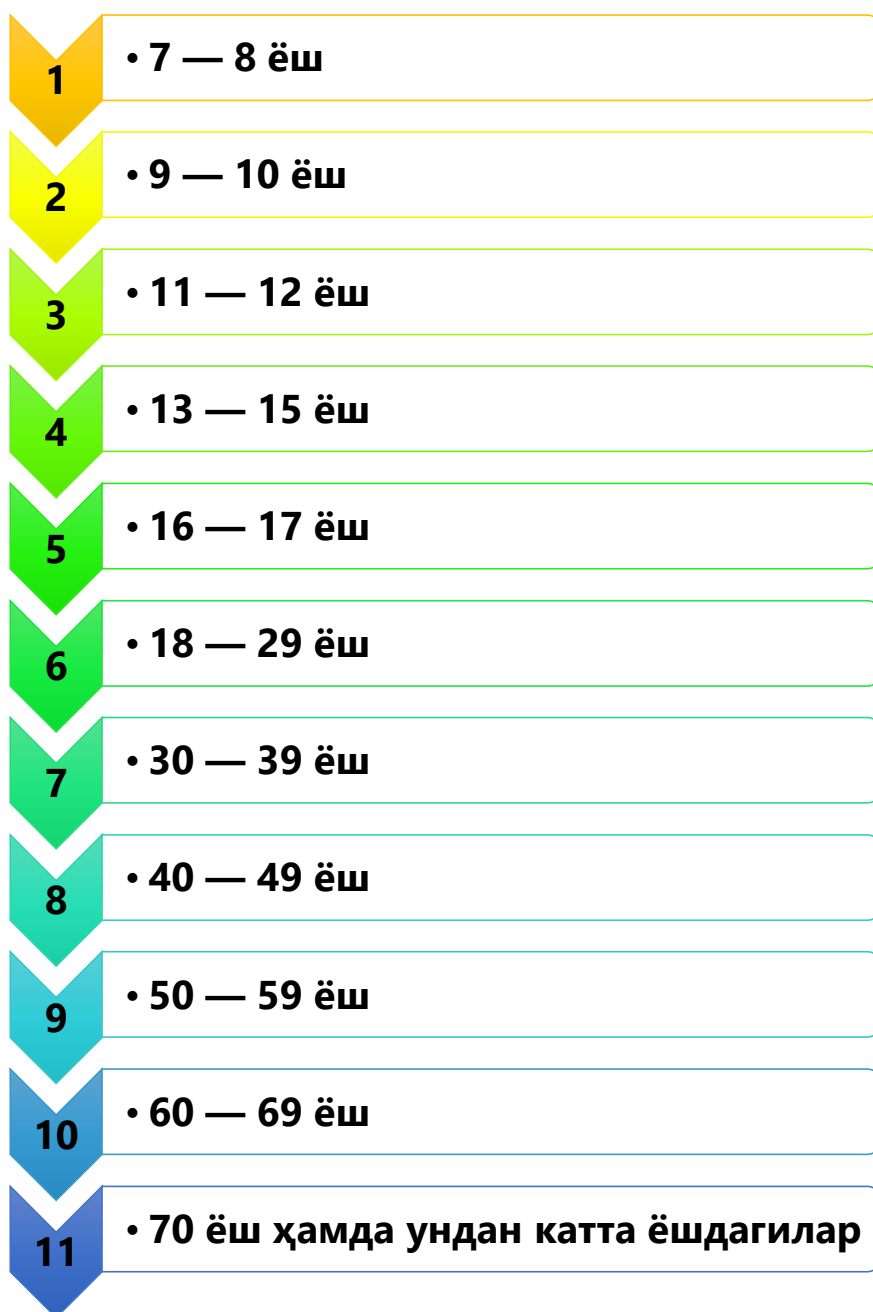 1
• 7 — 8 ёш
2
• 9 — 10 ёш
3
• 11 — 12 ёш
4
• 13 — 15 ёш
5
• 16 — 17 ёш
6
• 18 — 29 ёш
7
• 30 — 39 ёш
8
• 40 — 49 ёш
9
• 50 — 59 ёш
10
• 60 — 69 ёш
11
• 70 ёш ҳамда ундан катта ёшдагилар